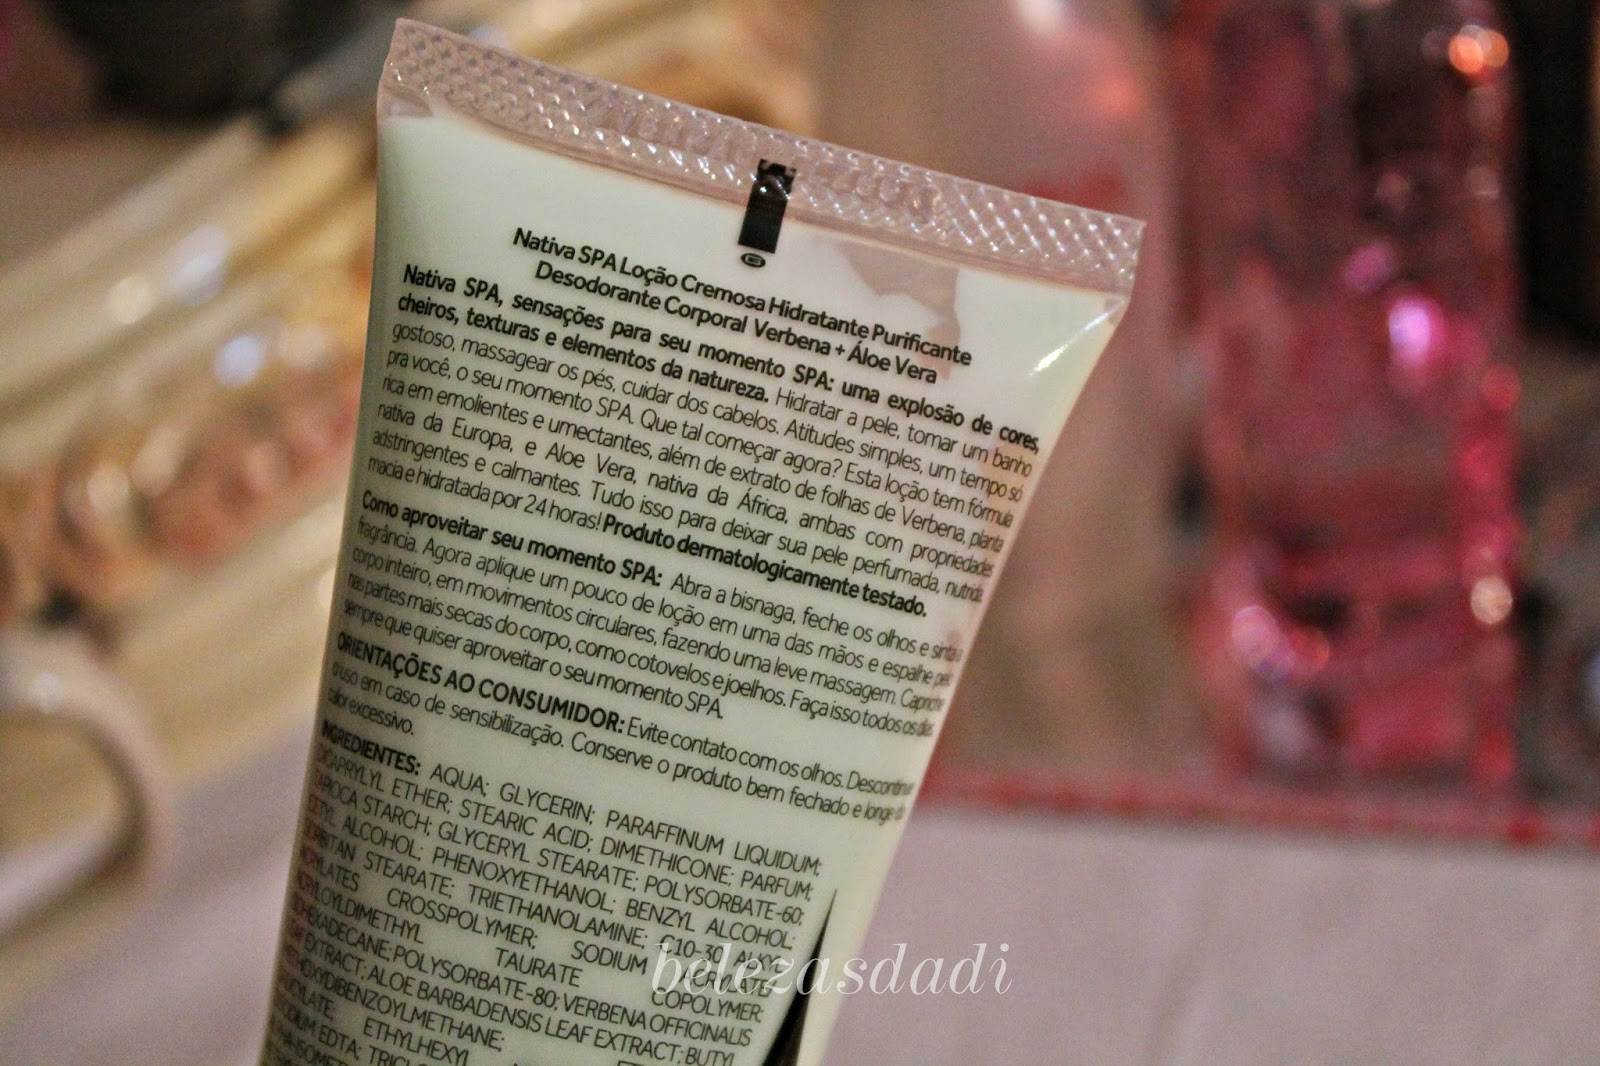 Nativa SPA Loção Cremosa Hidratante Purificante
Desodorante Corporal Verbena + Áloe Vera
Nativa SPA, sensações para seu momento SPA: uma explosão de cores,
cheiros, texturas e elementos da natureza. Hidratar a pele, tomar um banho
gostoso, massagear os pés, cuidar dos cabelos. Atitudes simples, um tempo só
pra você, o seu momento SPA. Que tal começar agora? Esta loção tem fórmula
rica em emolientes e umectantes, além de extrato de folhas de Verbena, planta
nativa da Europa, e Aloe Vera, nativa da África, ambas com propriedades
adstringentes e calmantes. Tudo isso para deixar sua pele perfumada, nutrida,
macia e hidratada por 24 horas! Produto dermatologicamente testado.
Como aproveitar seu momento SPA: Abra a bisnaga, feche os olhos e sinta a
fragrância. Agora aplique um pouco de loção em uma das mãos e espalhe pelo
corpo inteiro, em movimentos circulares, fazendo uma leve massagem. Capriche
nas partes mais secas do corpo, como cotovelos e joelhos. Faça isso todos os dias
sempre que quiser aproveitar o seu momento SPA.
ORIENTAÇÕES AO CONSUMIDOR: Evite contato com os olhos. Descontinue
o uso em caso de sensibilização. Conserve o produto bem fechado e longe do
calor excessivo.
INGREDIENTES: AQUA; GLYCERIN; PARAFFINUM LIQUIDUM;
DICAPRYLYL ETHER; STEARIC ACID; DIMETHICONE; PARFUM;
TAPIOCA STARCH; GLYCERYL STEARATE; POLYSORBATE-60;
CETYL ALCOHOL; PHENOXYETHANOL; BENZYL ALCOHOL;
SORBITAN STEARATE; TRIETHANOLAMINE; C10-30 ALKYL
ACRYLATES CROSSPOLYMER; SODIUM ACRYLATE
COPOLYMER;
TAURATE
POLYSORBATE-80; VERBENA OFFICINALIS
EXTRACT; ALOE BARBADENSIS LEAF EXTRACT; BUTYL
ETHYLHEXYL
EDTA;
belezasdadi